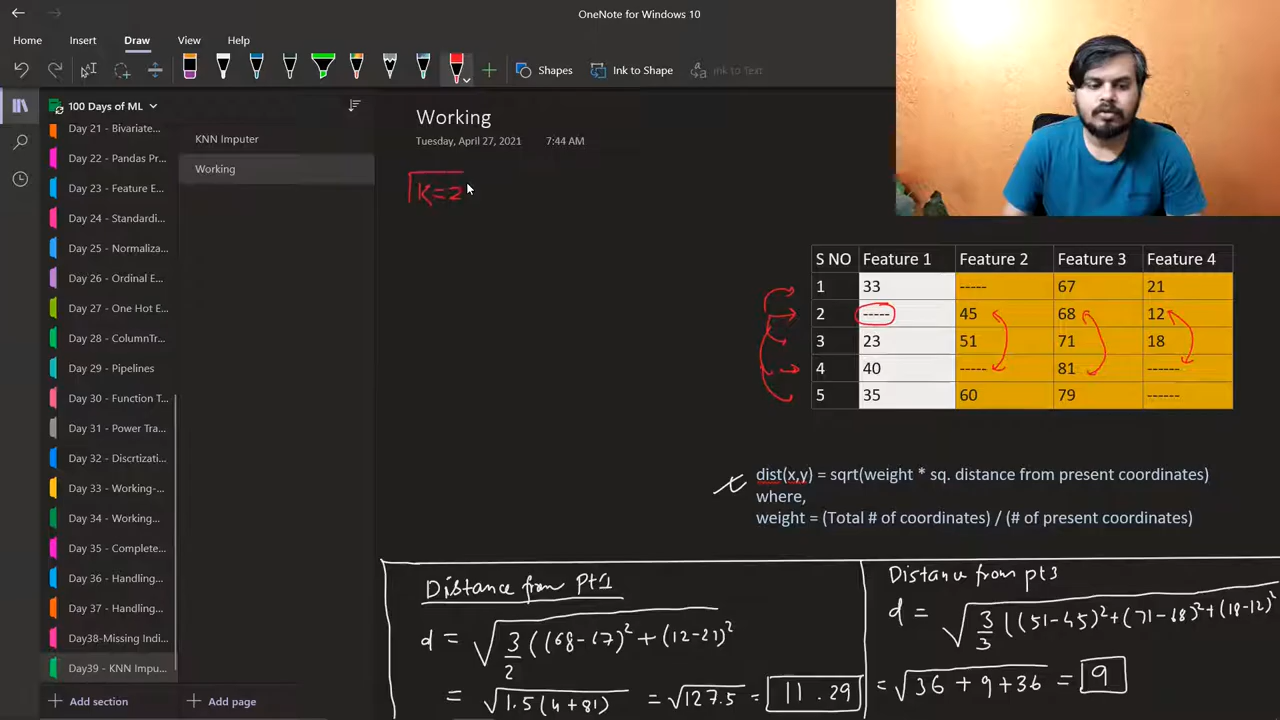 OneNote for Windows 10
Home Insert Draw View Help
Shapes Ink to Shape Ink to Text
100 Days of ML
Day 21 - Bivariate...
Day 22 - Pandas Pr...
Day 23 - Feature E...
Day 24 - Standardi...
Day 25 - Normaliza...
Day 26 - Ordinal E...
Day 27 - One Hot E...
Day 28 - ColumnTr...
Day 29 - Pipelines
Day 30 - Function T...
Day 31 - Power Tra...
Day 32 - Discrtizati...
Day 33 - Working-...
Day 34 - Working...
Day 35 - Complete...
Day 36 - Handling...
Day 37 - Handling...
Day38-Missing Indi...
Day39 - KNN Impu...
Add section
KNN Imputer
Working
Add page
Working
Tuesday, April 27, 2021 7:44 AM
K=2
S NO Feature 1 Feature 2 Feature 3 Feature 4
1 33 ----- 67 21
2 ----- 45 68 12
3 23 51 71 18
4 40 ----- 81 ------
5 35 60 79 ------
dist(x,y) = sqrt(weight * sq. distance from present coordinates)
where,
weight = (Total # of coordinates) / (# of present coordinates)
Distance from Pt1
d = √3/2 ((68-67)² + (12-21)²
= √1.5(4+81) = √127.5 = 11.29
Distance from pt3
d = √3/3 ((51-45)² + (71-68)² + (18-12)²
= √36 + 9 + 36 = 9